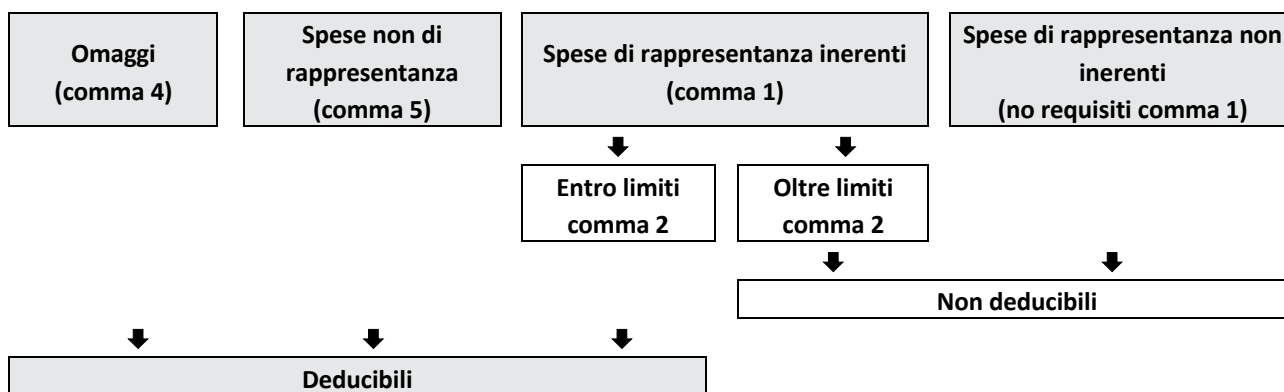 Omaggi
(comma 4)
Spese non di
rappresentanza
(comma 5)
Spese di rappresentanza inerenti
(comma 1)
Spese di rappresentanza non
inerenti
(no requisiti comma 1)
Entro limiti
comma 2
Oltre limiti
comma 2
Non deducibili
Deducibili